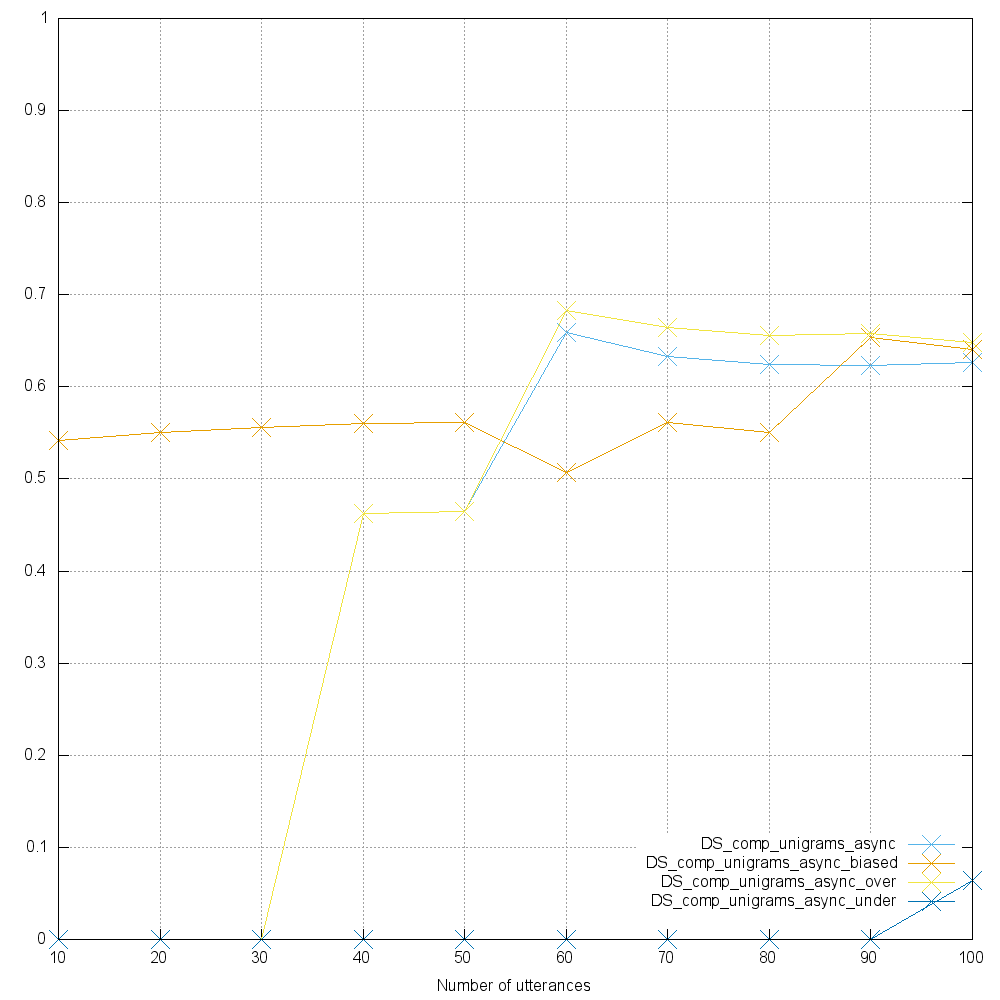 1
0.9
0.8
0.7
0.6
0.5
0.4
0.3
0.2
0.1
0
DS_comp_unigrams_async
DS_comp_unigrams_async_biased
DS_comp_unigrams_async_over
DS_comp_unigrams_async_under
10 20 30 40 50 60 70 80 90 100
Number of utterances